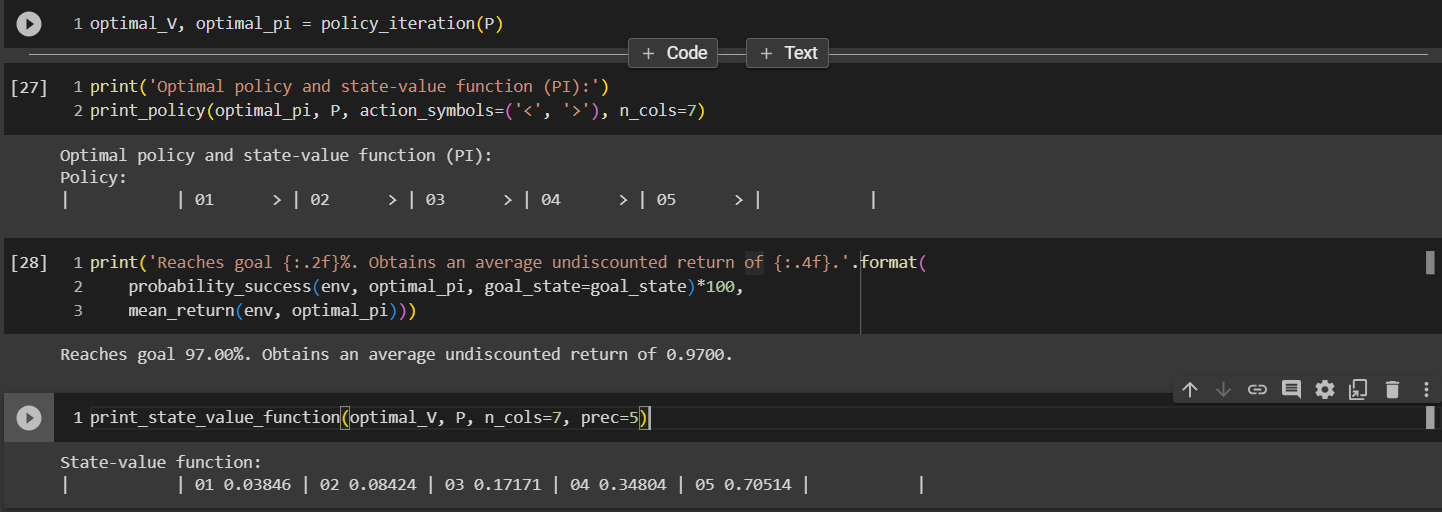 1 optimal_V, optimal_pi = policy_iteration(P)
+ Code + Text
[27] 1 print('Optimal policy and state-value function (PI):')
2 print_policy(optimal_pi, P, action_symbols=('<', '>'), n_cols=7)
Optimal policy and state-value function (PI):
Policy:
|           | 01      > | 02      > | 03      > | 04      > | 05      > |           |
[28] 1 print('Reaches goal {:.2f}%. Obtains an average undiscounted return of {:.4f}.'.format(
2     probability_success(env, optimal_pi, goal_state=goal_state)*100,
3     mean_return(env, optimal_pi)))
Reaches goal 97.00%. Obtains an average undiscounted return of 0.9700.
1 print_state_value_function(optimal_V, P, n_cols=7, prec=5)
State-value function:
|           | 01 0.03846 | 02 0.08424 | 03 0.17171 | 04 0.34804 | 05 0.70514 |           |